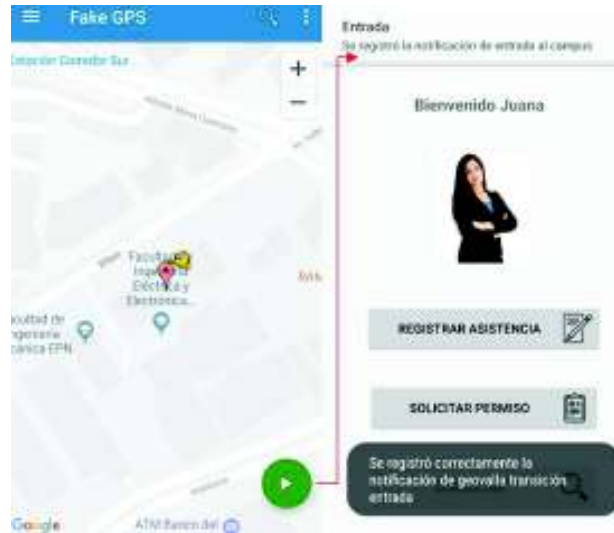 Fake GPS
Estación Corredor Sur
+
−
Facultad de
Ingeniería
Eléctrica y
Electrónica...
Facultad de
Ingeniería
Mecánica EPN
Google
ATM Banco del
Entrada
Se registró la notificación de entrada al campus
Bienvenido Juana
REGISTRAR ASISTENCIA
SOLICITAR PERMISO
Se registró correctamente la
notificación de geovalla transición
entrada